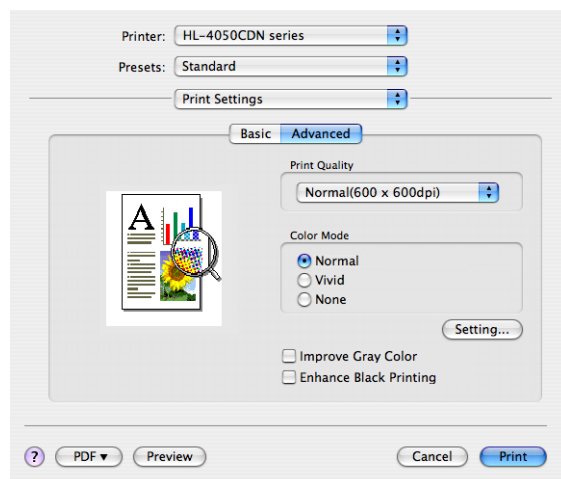 Printer: HL-4050CDN series
Presets: Standard
Print Settings
Basic Advanced
Print Quality
Normal(600 x 600dpi)
A
Color Mode
Normal
Vivid
None
Setting...
Improve Gray Color
Enhance Black Printing
? PDF▼ Preview Cancel Print